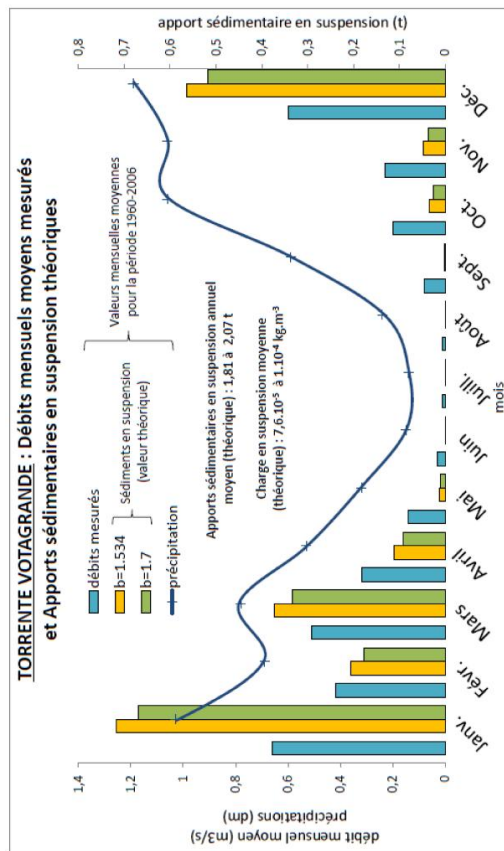 TORRENTE VOTAGRANDE : Débits mensuels moyens mesurés
et Apports sédimentaires en suspension théoriques
débits mesurés
b=1.534
b=1.7
précipitation
Sédiments en suspension
(valeur théorique)
Valeurs mensuelles moyennes
pour la période 1960-2006
Apports sédimentaires en suspension annuel
moyen (théorique) : 1,81 à 2,07 t
Charge en suspension moyenne
(théorique) : 7,6.10⁻⁵ à 1.10⁻⁴ kg.m⁻³
débit mensuel moyen (m3/s)
précipitations (dm)
1,4
1,2
1
0,8
0,6
0,4
0,2
0
apport sédimentaire en suspension (t)
0,8
0,7
0,6
0,5
0,4
0,3
0,2
0,1
0
Janv.
Févr.
Mars
Avril
Mai
Juin
Juill.
Août
Sept.
Oct.
Nov.
Déc.
mois